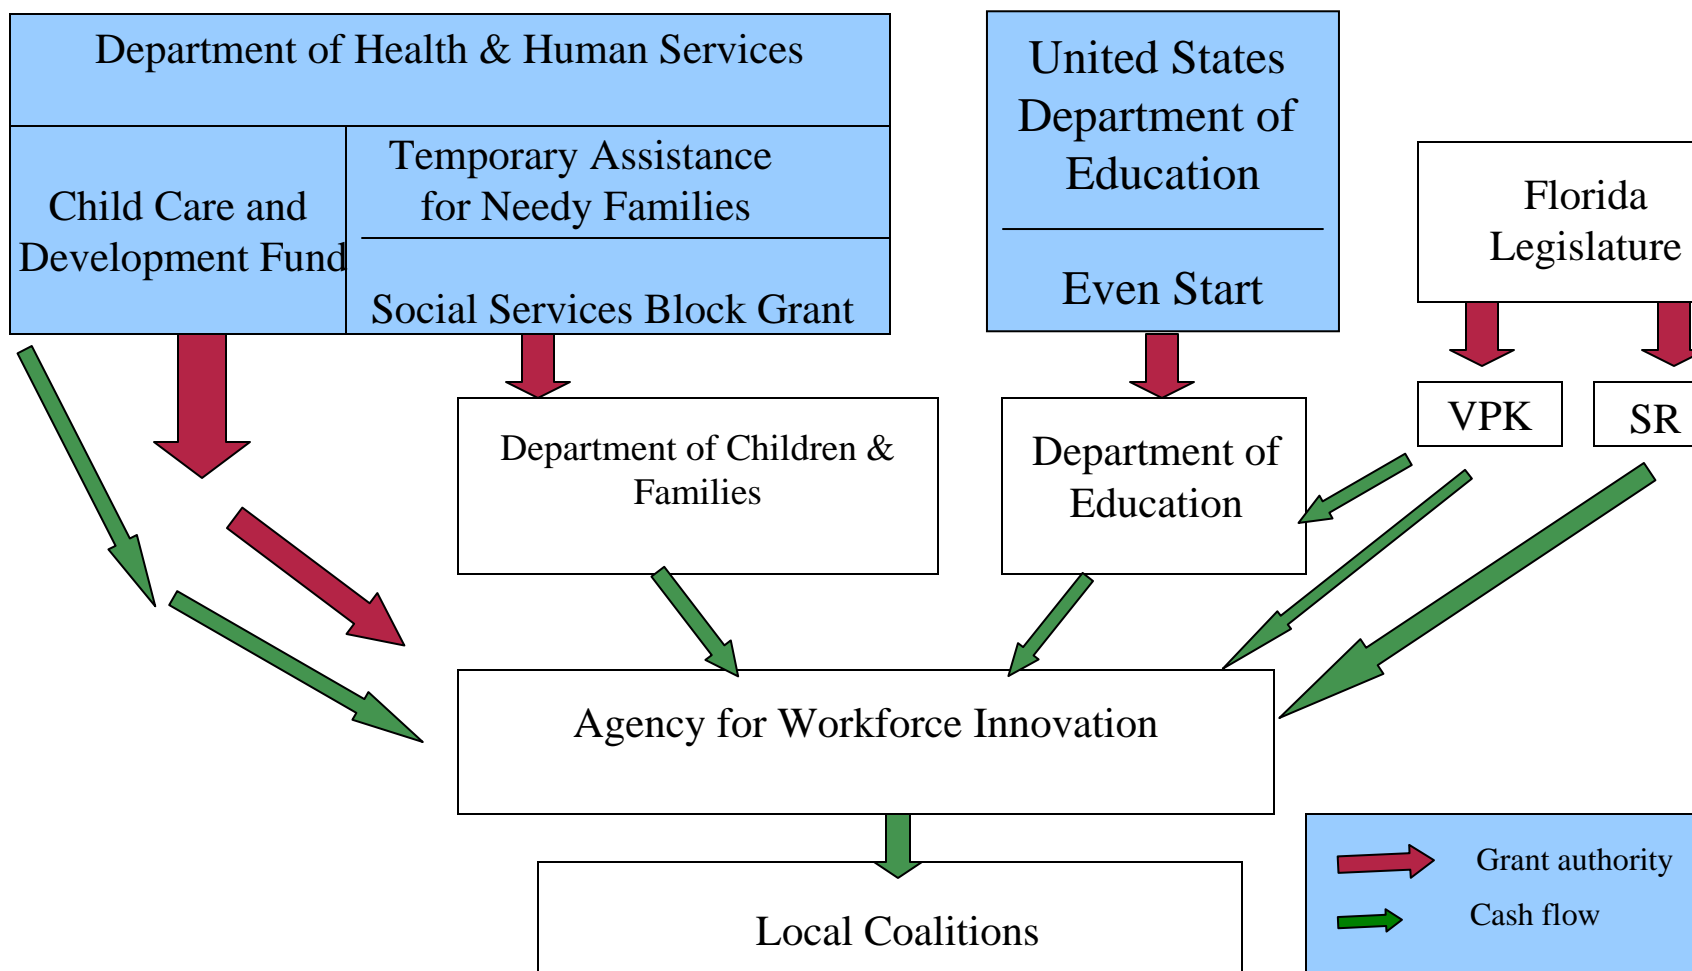 Department of Health & Human Services
Child Care and
Development Fund
Temporary Assistance
for Needy Families
Social Services Block Grant
United States
Department of
Education
Even Start
Florida
Legislature
VPK
SR
Department of Children &
Families
Department of
Education
Agency for Workforce Innovation
Local Coalitions
Grant authority
Cash flow